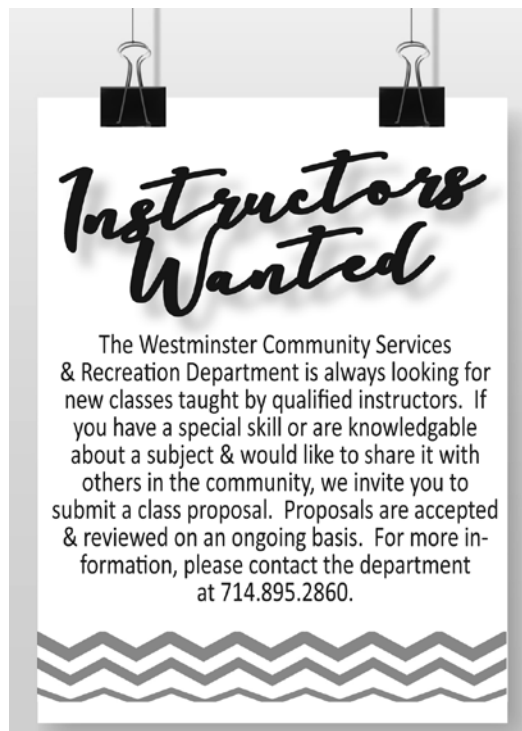 Instructors
Wanted
The Westminster Community Services
& Recreation Department is always looking for
new classes taught by qualified instructors.  If
you have a special skill or are knowledgable
about a subject & would like to share it with
others in the community, we invite you to
submit a class proposal.  Proposals are accepted
& reviewed on an ongoing basis.  For more in-
formation, please contact the department
at 714.895.2860.